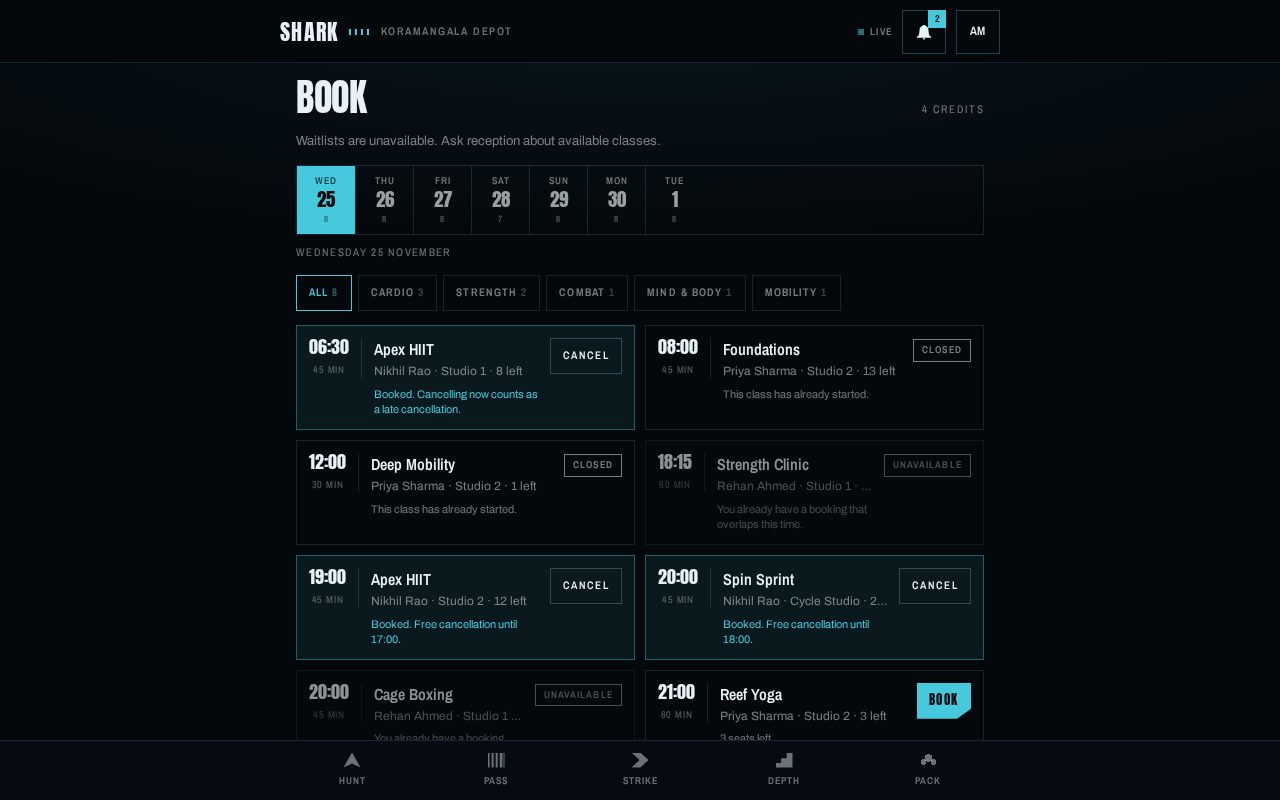 SHARK KORAMANGALA DEPOT
LIVE
2
AM
BOOK
4 CREDITS
Waitlists are unavailable. Ask reception about available classes.
WED THU FRI SAT SUN MON TUE
25 26 27 28 29 30 1
8 8 8 7 8 8 8
WEDNESDAY 25 NOVEMBER
ALL 8 CARDIO 3 STRENGTH 2 COMBAT 1 MIND & BODY 1 MOBILITY 1
06:30
45 MIN
Apex HIIT
Nikhil Rao · Studio 1 · 8 left
Booked. Cancelling now counts as
a late cancellation.
CANCEL
08:00
45 MIN
Foundations
Priya Sharma · Studio 2 · 13 left
This class has already started.
CLOSED
12:00
30 MIN
Deep Mobility
Priya Sharma · Studio 2 · 1 left
This class has already started.
CLOSED
18:15
90 MIN
Strength Clinic
Rehan Ahmed · Studio 1 · ...
You already have a booking that
overlaps this time.
UNAVAILABLE
19:00
45 MIN
Apex HIIT
Nikhil Rao · Studio 2 · 12 left
Booked. Free cancellation until
17:00.
CANCEL
20:00
45 MIN
Spin Sprint
Nikhil Rao · Cycle Studio · 2...
Booked. Free cancellation until
18:00.
CANCEL
20:00
45 MIN
Cage Boxing
Rehan Ahmed · Studio 1 ...
You already have a booking
UNAVAILABLE
21:00
60 MIN
Reef Yoga
Priya Sharma · Studio 2 · 3 left
3 seats left
BOOK
HUNT PASS STRIKE DEPTH PACK